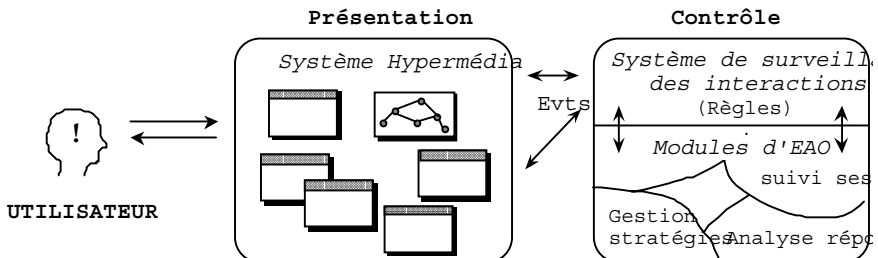 Présentation
Contrôle
Système Hypermédia
Système de surveill
des interactions
(Règles)
Evts
!
UTILISATEUR
Modules d'EAO
suivi ses
Gestion
stratégies
Analyse répo